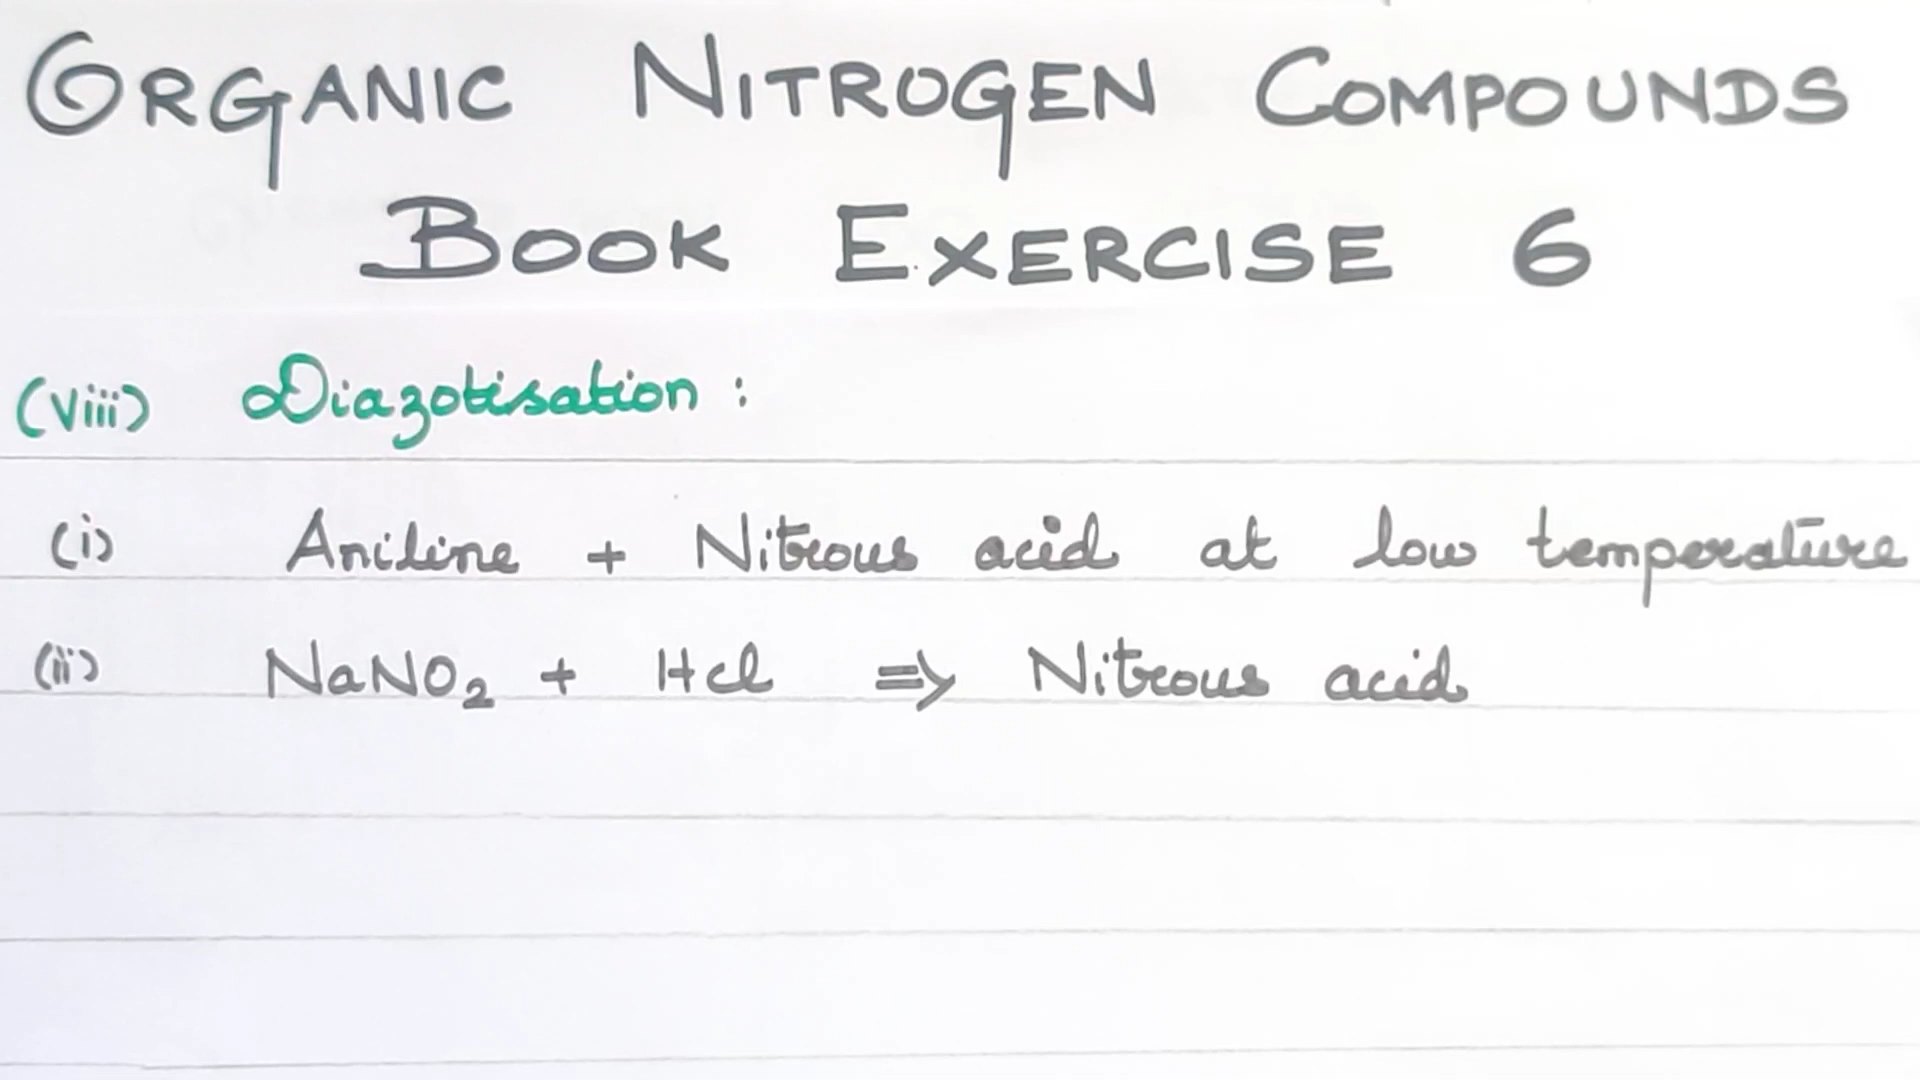 ORGANIC NITROGEN COMPOUNDS
BOOK EXERCISE 6
(viii) Diazotisation :
(i) Aniline + Nitrous acid at low temperature
(ii) NaNO₂ + Hcl ⇒ Nitrous acid